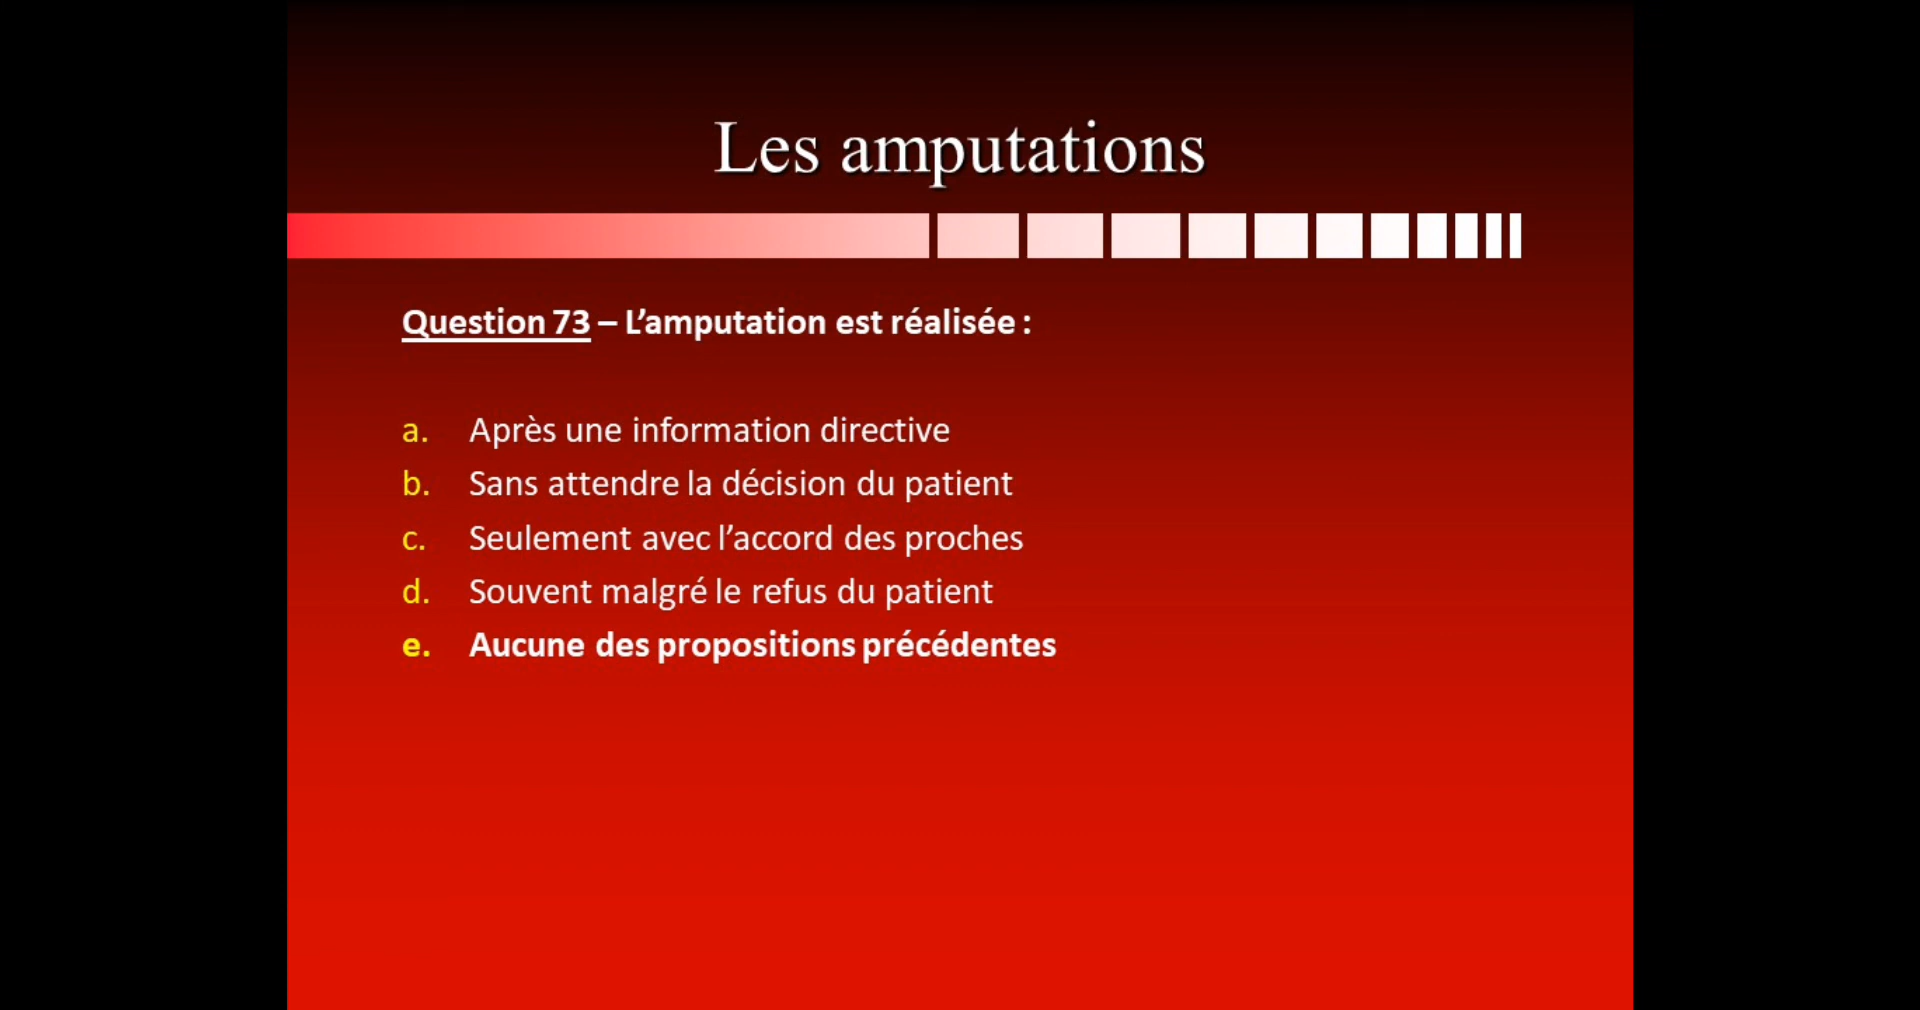 Les amputations
Question 73 – L’amputation est réalisée :
a. Après une information directive
b. Sans attendre la décision du patient
c. Seulement avec l’accord des proches
d. Souvent malgré le refus du patient
e. Aucune des propositions précédentes